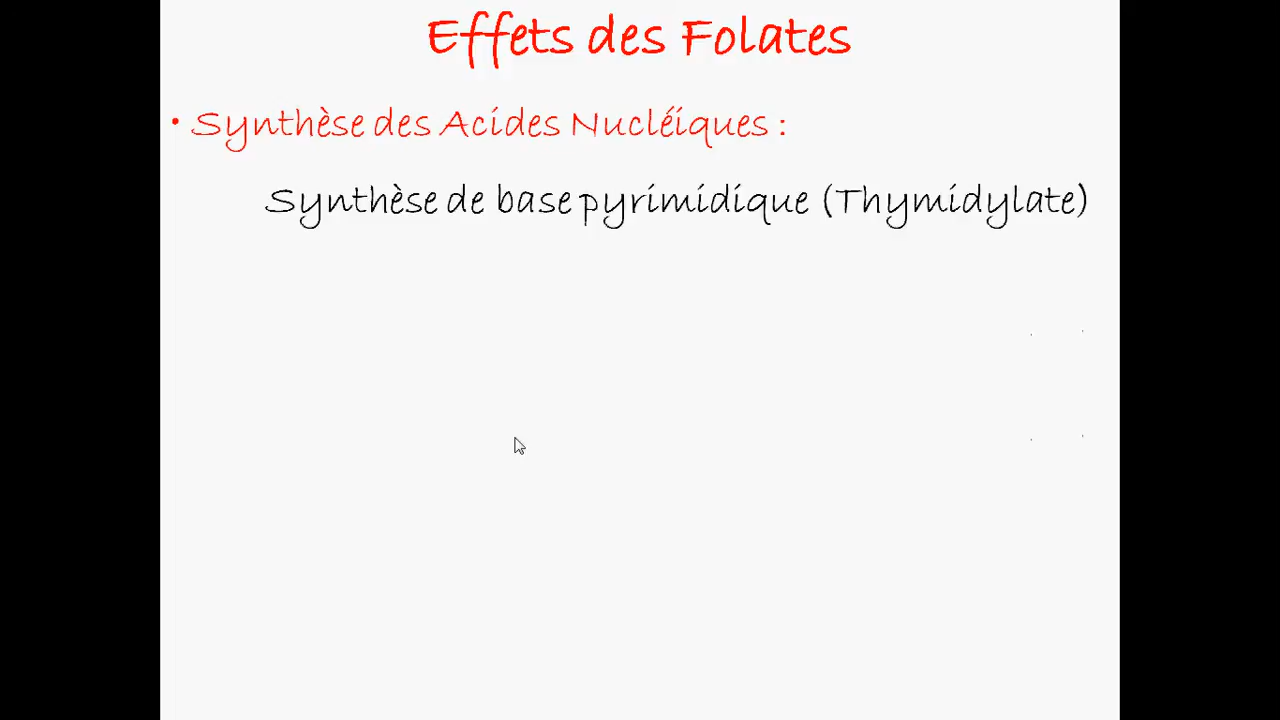 Effets des Folates
• Synthèse des Acides Nucléiques :
Synthèse de base pyrimidique (Thymidylate)